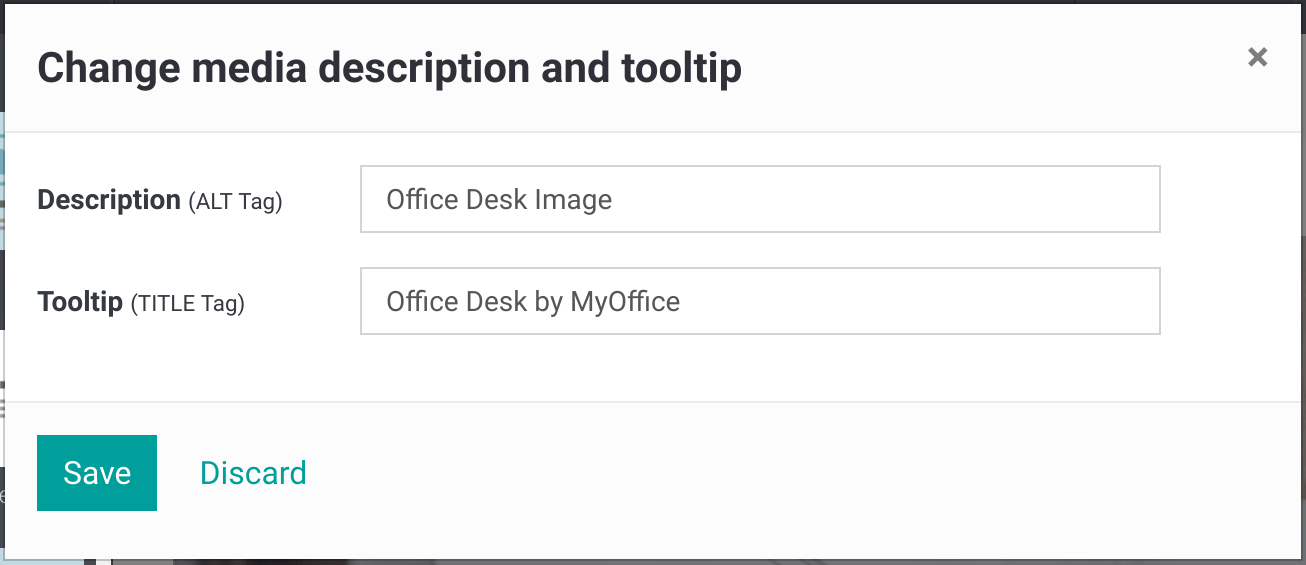 Change media description and tooltip ×
Description (ALT Tag) Office Desk Image
Tooltip (TITLE Tag) Office Desk by MyOffice
Save Discard